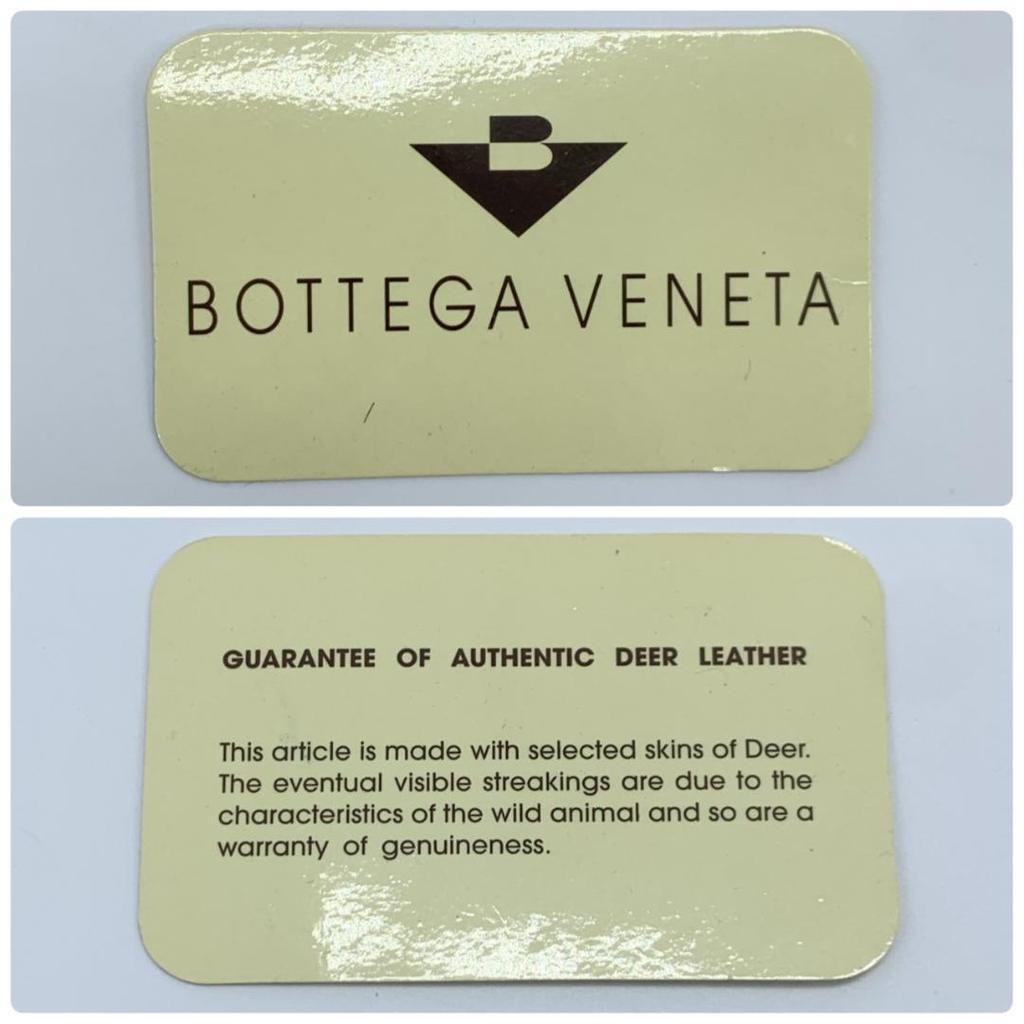 B
BOTTEGA VENETA
GUARANTEE OF AUTHENTIC DEER LEATHER
This article is made with selected skins of Deer.
The eventual visible streakings are due to the
characteristics of the wild animal and so are a
warranty of genuineness.